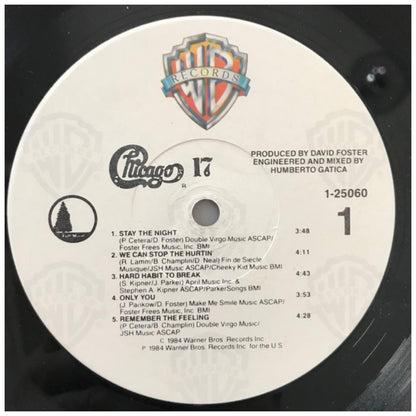 WB
RECORDS
Chicago 17
®
PRODUCED BY DAVID FOSTER
ENGINEERED AND MIXED BY
HUMBERTO GATICA
1-25060
1
1. STAY THE NIGHT 3:48
(P. Cetera/D. Foster) Double Virgo Music ASCAP/
Foster Frees Music, Inc. BMI
2. WE CAN STOP THE HURTIN' 4:11
(R. Lamm/B. Champlin/D. Neal) Fin de Siecle
Musique/JSH Music ASCAP/Cheeky Kid Music BMI
3. HARD HABIT TO BREAK 4:43
(S. Kipner/J. Parker) April Music Inc. &
Stephen A. Kipner ASCAP/ParkerSongs BMI
4. ONLY YOU 3:53
(J. Pankow/D. Foster) Make Me Smile Music ASCAP/
Foster Frees Music, Inc. BMI
5. REMEMBER THE FEELING 4:28
(P. Cetera/B. Champlin) Double Virgo Music/
JSH Music ASCAP
© 1984 Warner Bros. Records Inc.
℗ 1984 Warner Bros. Records Inc. for the U.S.